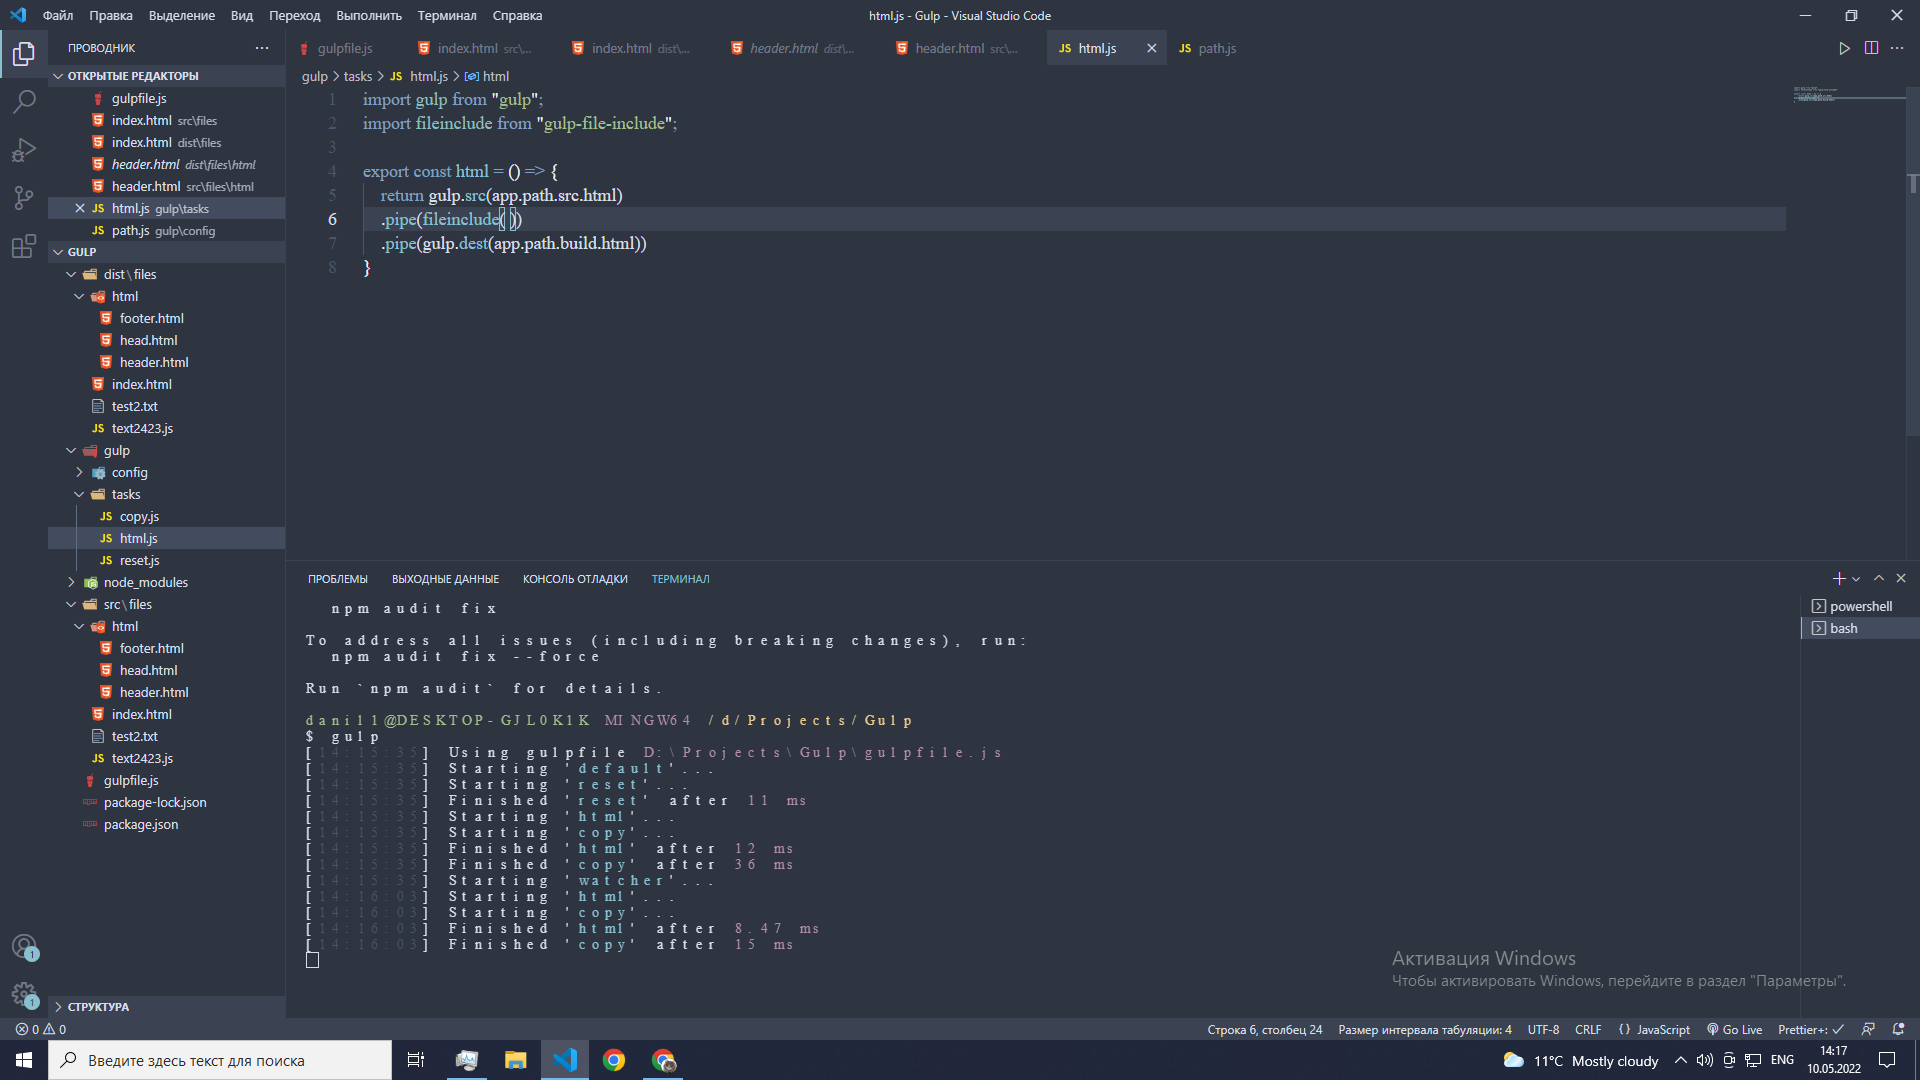 Файл Правка Выделение Вид Переход Выполнить Терминал Справка
html.js - Gulp - Visual Studio Code
ПРОВОДНИК
ОТКРЫТЫЕ РЕДАКТОРЫ
gulpfile.js
index.html src\files
index.html dist\files
header.html dist\files\html
header.html src\files\html
html.js gulp\tasks
path.js gulp\config
GULP
dist\files
html
footer.html
head.html
header.html
index.html
test2.txt
text2423.js
gulp
config
tasks
copy.js
html.js
reset.js
node_modules
src\files
html
footer.html
head.html
header.html
index.html
test2.txt
text2423.js
gulpfile.js
package-lock.json
package.json
СТРУКТУРА
gulpfile.js index.html src\... index.html dist\... header.html dist\... header.html src\... html.js path.js
gulp > tasks > JS html.js > html
1 import gulp from "gulp";
2 import fileinclude from "gulp-file-include";
3
4 export const html = () => {
5 return gulp.src(app.path.src.html)
6 .pipe(fileinclude( ))
7 .pipe(gulp.dest(app.path.build.html))
8 }
ПРОБЛЕМЫ ВЫХОДНЫЕ ДАННЫЕ КОНСОЛЬ ОТЛАДКИ ТЕРМИНАЛ
powershell
bash
npm audit fix
To address all issues (including breaking changes), run:
npm audit fix --force
Run `npm audit` for details.
danil1@DESKTOP-GJL0K1K MINGW64 /d/Projects/Gulp
$ gulp
[14:15:35] Using gulpfile D:\Projects\Gulp\gulpfile.js
[14:15:35] Starting 'default'...
[14:15:35] Starting 'reset'...
[14:15:35] Finished 'reset' after 11 ms
[14:15:35] Starting 'html'...
[14:15:35] Starting 'copy'...
[14:15:35] Finished 'html' after 12 ms
[14:15:35] Finished 'copy' after 36 ms
[14:15:35] Starting 'watcher'...
[14:16:03] Starting 'html'...
[14:16:03] Starting 'copy'...
[14:16:03] Finished 'html' after 8.47 ms
[14:16:03] Finished 'copy' after 15 ms
Активация Windows
Чтобы активировать Windows, перейдите в раздел "Параметры".
0 0
Строка 6, столбец 24 Размер интервала табуляции: 4 UTF-8 CRLF {} JavaScript Go Live Prettier+: ✓
Введите здесь текст для поиска
11°C Mostly cloudy ENG
14:17
10.05.2022